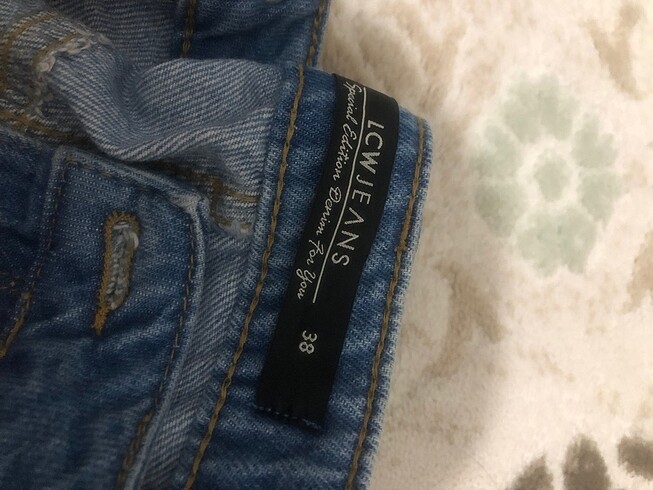 LCWJEANS
Special Edition Denim For You
38